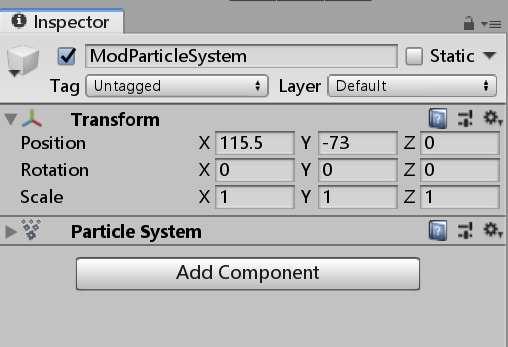 Inspector
ModParticleSystem Static
Tag Untagged Layer Default
Transform
Position X 115.5 Y -73 Z 0
Rotation X 0 Y 0 Z 0
Scale X 1 Y 1 Z 1
Particle System
Add Component